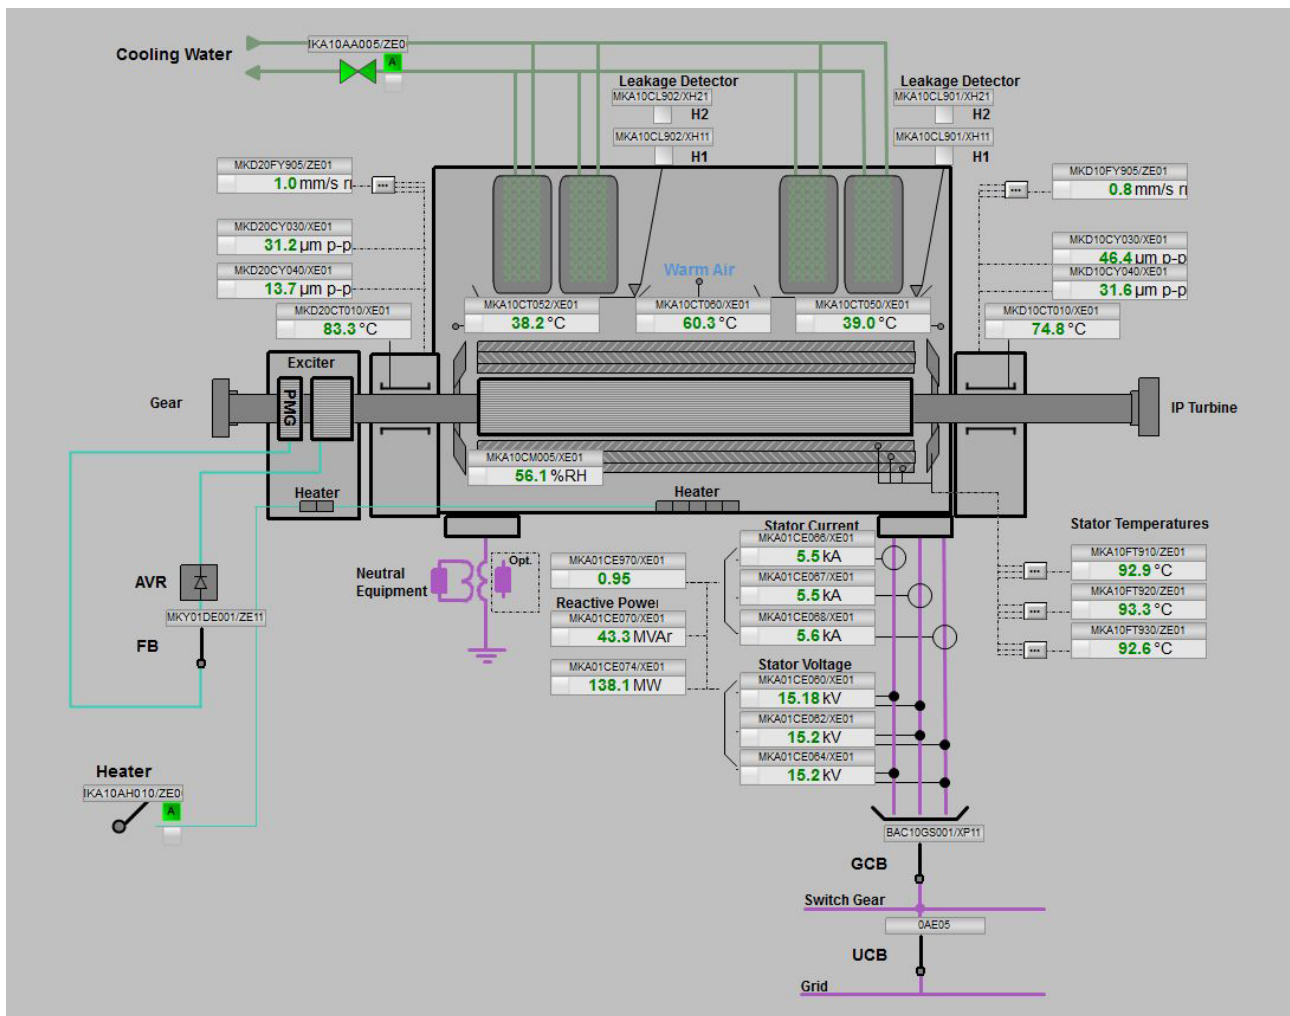 Cooling Water
IKA10AA005/ZE0
A
Leakage Detector
MKA10CL902/XH21
H2
MKA10CL902/XH11
H1
Leakage Detector
MKA10CL901/XH21
H2
MKA10CL901/XH11
H1
MKD20FY905/ZE01
1.0 mm/s r
MKD20CY030/XE01
31.2 µm p-p
MKD20CY040/XE01
13.7 µm p-p
MKD20CT010/XE01
83.3 °C
MKD10FY905/ZE01
0.8 mm/s r
MKD10CY030/XE01
46.4 µm p-p
MKD10CY040/XE01
31.6 µm p-p
MKD10CT010/XE01
74.8 °C
Warm Air
MKA10CT052/XE01
38.2 °C
MKA10CT060/XE01
60.3 °C
MKA10CT050/XE01
39.0 °C
Exciter
PMG
Gear
IP Turbine
MKA10CM005/XE01
56.1 %RH
Heater
Heater
AVR
MKY01DE001/ZE11
FB
Neutral
Equipment
Opt.
MKA01CE970/XE01
0.95
Reactive Power
MKA01CE070/XE01
43.3 MVAr
MKA01CE074/XE01
138.1 MW
Stator Current
MKA01CE066/XE01
5.5 kA
MKA01CE067/XE01
5.5 kA
MKA01CE068/XE01
5.6 kA
Stator Voltage
MKA01CE060/XE01
15.18 kV
MKA01CE062/XE01
15.2 kV
MKA01CE064/XE01
15.2 kV
Stator Temperatures
MKA10FT910/ZE01
92.9 °C
MKA10FT920/ZE01
93.3 °C
MKA10FT930/ZE01
92.6 °C
Heater
IKA10AH010/ZE0
A
BAC10GS001/XP11
GCB
Switch Gear
0AE05
UCB
Grid